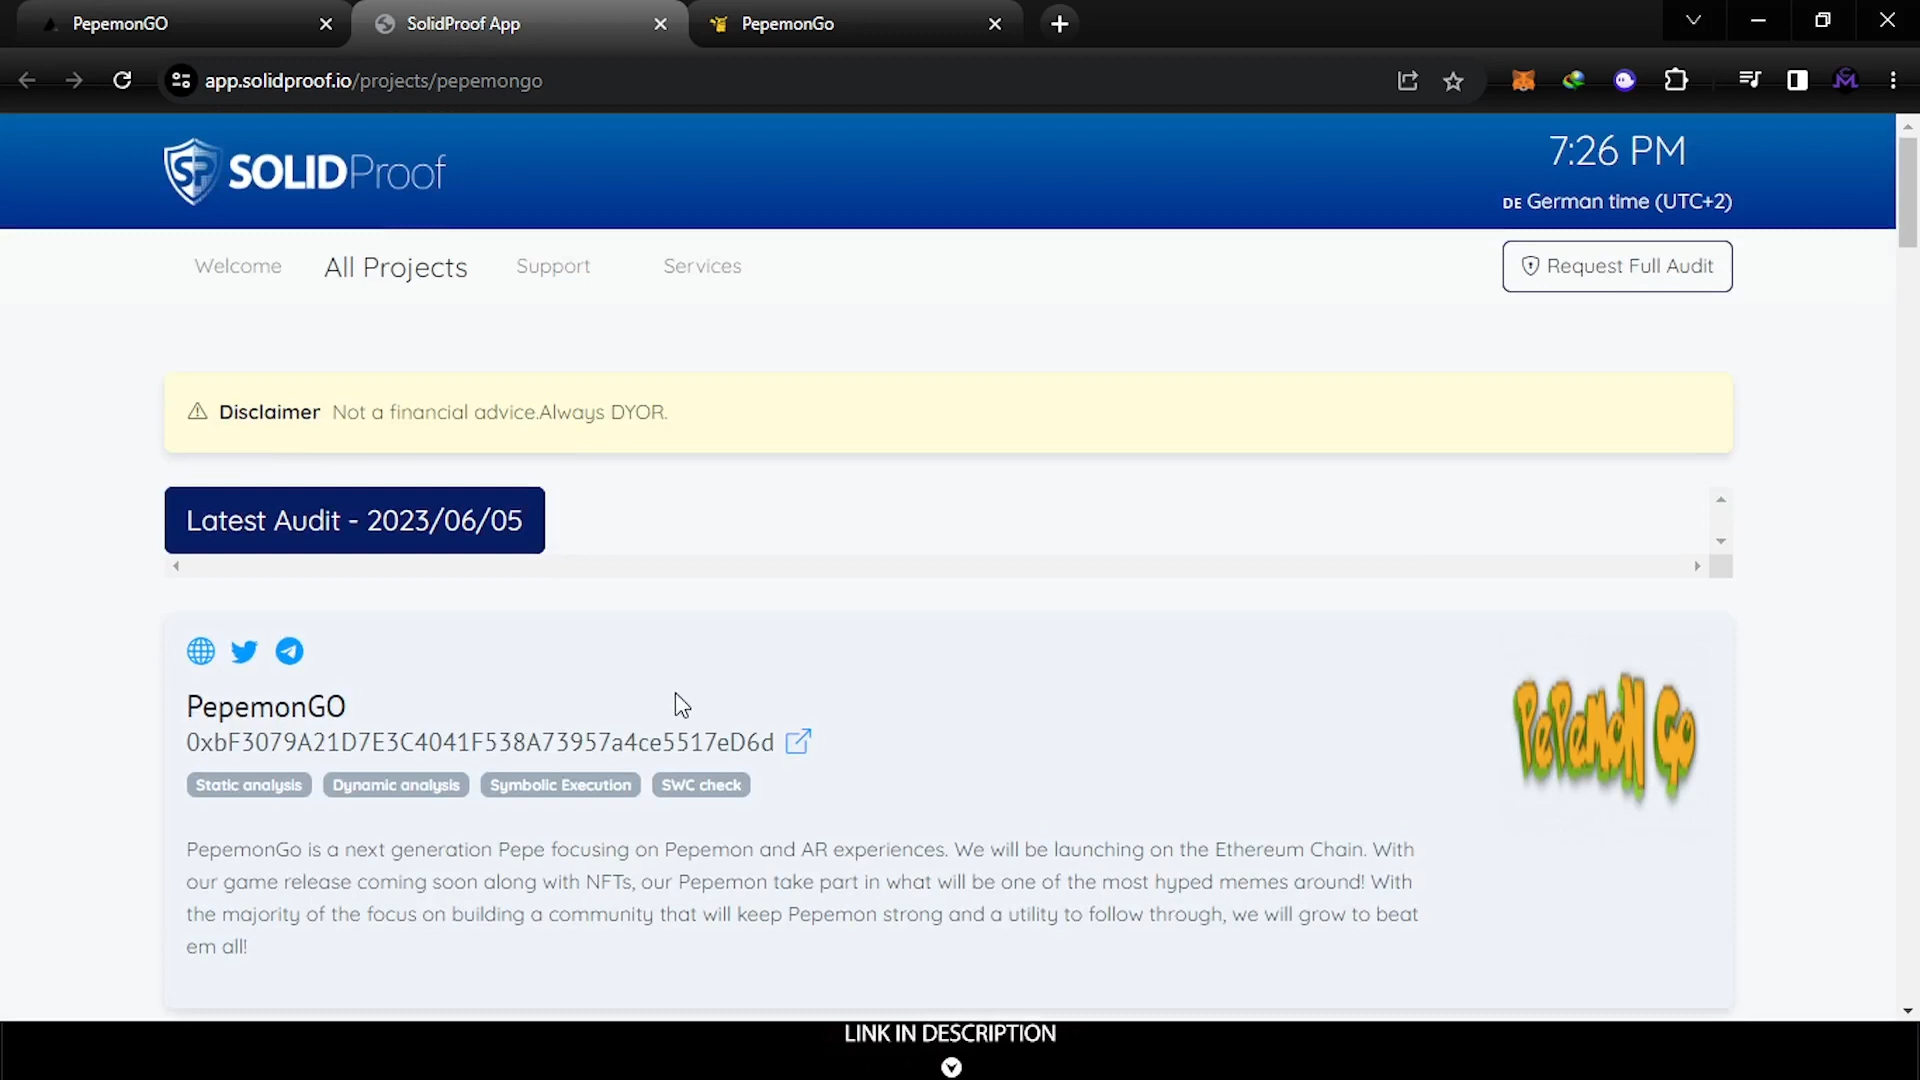 PepemonGO
SolidProof App
PepemonGo
app.solidproof.io/projects/pepemongo
SP SOLIDProof
7:26 PM
DE German time (UTC+2)
Welcome
All Projects
Support
Services
Request Full Audit
Disclaimer Not a financial advice.Always DYOR.
Latest Audit - 2023/06/05
PepemonGO
0xbF3079A21D7E3C4041F538A73957a4ce5517eD6d
Static analysis
Dynamic analysis
Symbolic Execution
SWC check
PePeMoN Go
PepemonGo is a next generation Pepe focusing on Pepemon and AR experiences. We will be launching on the Ethereum Chain. With
our game release coming soon along with NFTs, our Pepemon take part in what will be one of the most hyped memes around! With
the majority of the focus on building a community that will keep Pepemon strong and a utility to follow through, we will grow to beat
em all!
LINK IN DESCRIPTION